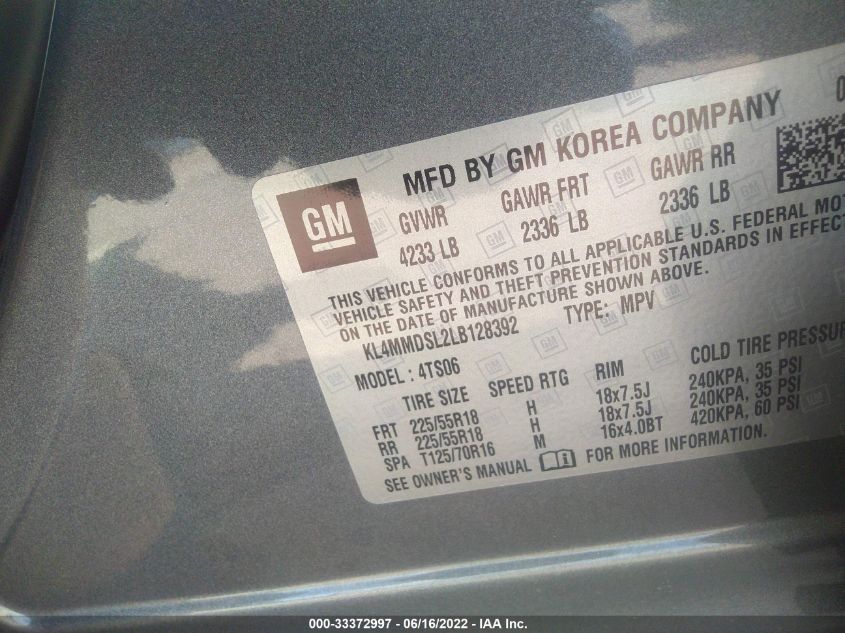 MFD BY GM KOREA COMPANY 0
GM
GVWR GAWR FRT GAWR RR
4233 LB 2336 LB 2336 LB
THIS VEHICLE CONFORMS TO ALL APPLICABLE U.S. FEDERAL MOT
VEHICLE SAFETY AND THEFT PREVENTION STANDARDS IN EFFECT
ON THE DATE OF MANUFACTURE SHOWN ABOVE.
KL4MMDSL2LB128392 TYPE: MPV
MODEL : 4TS06
TIRE SIZE SPEED RTG RIM COLD TIRE PRESSUR
FRT 225/55R18 H 18x7.5J 240KPA, 35 PSI
RR 225/55R18 H 18x7.5J 240KPA, 35 PSI
SPA T125/70R16 M 16x4.0BT 420KPA, 60 PSI
SEE OWNER'S MANUAL FOR MORE INFORMATION.
000-33372997 - 06/16/2022 - IAA Inc.